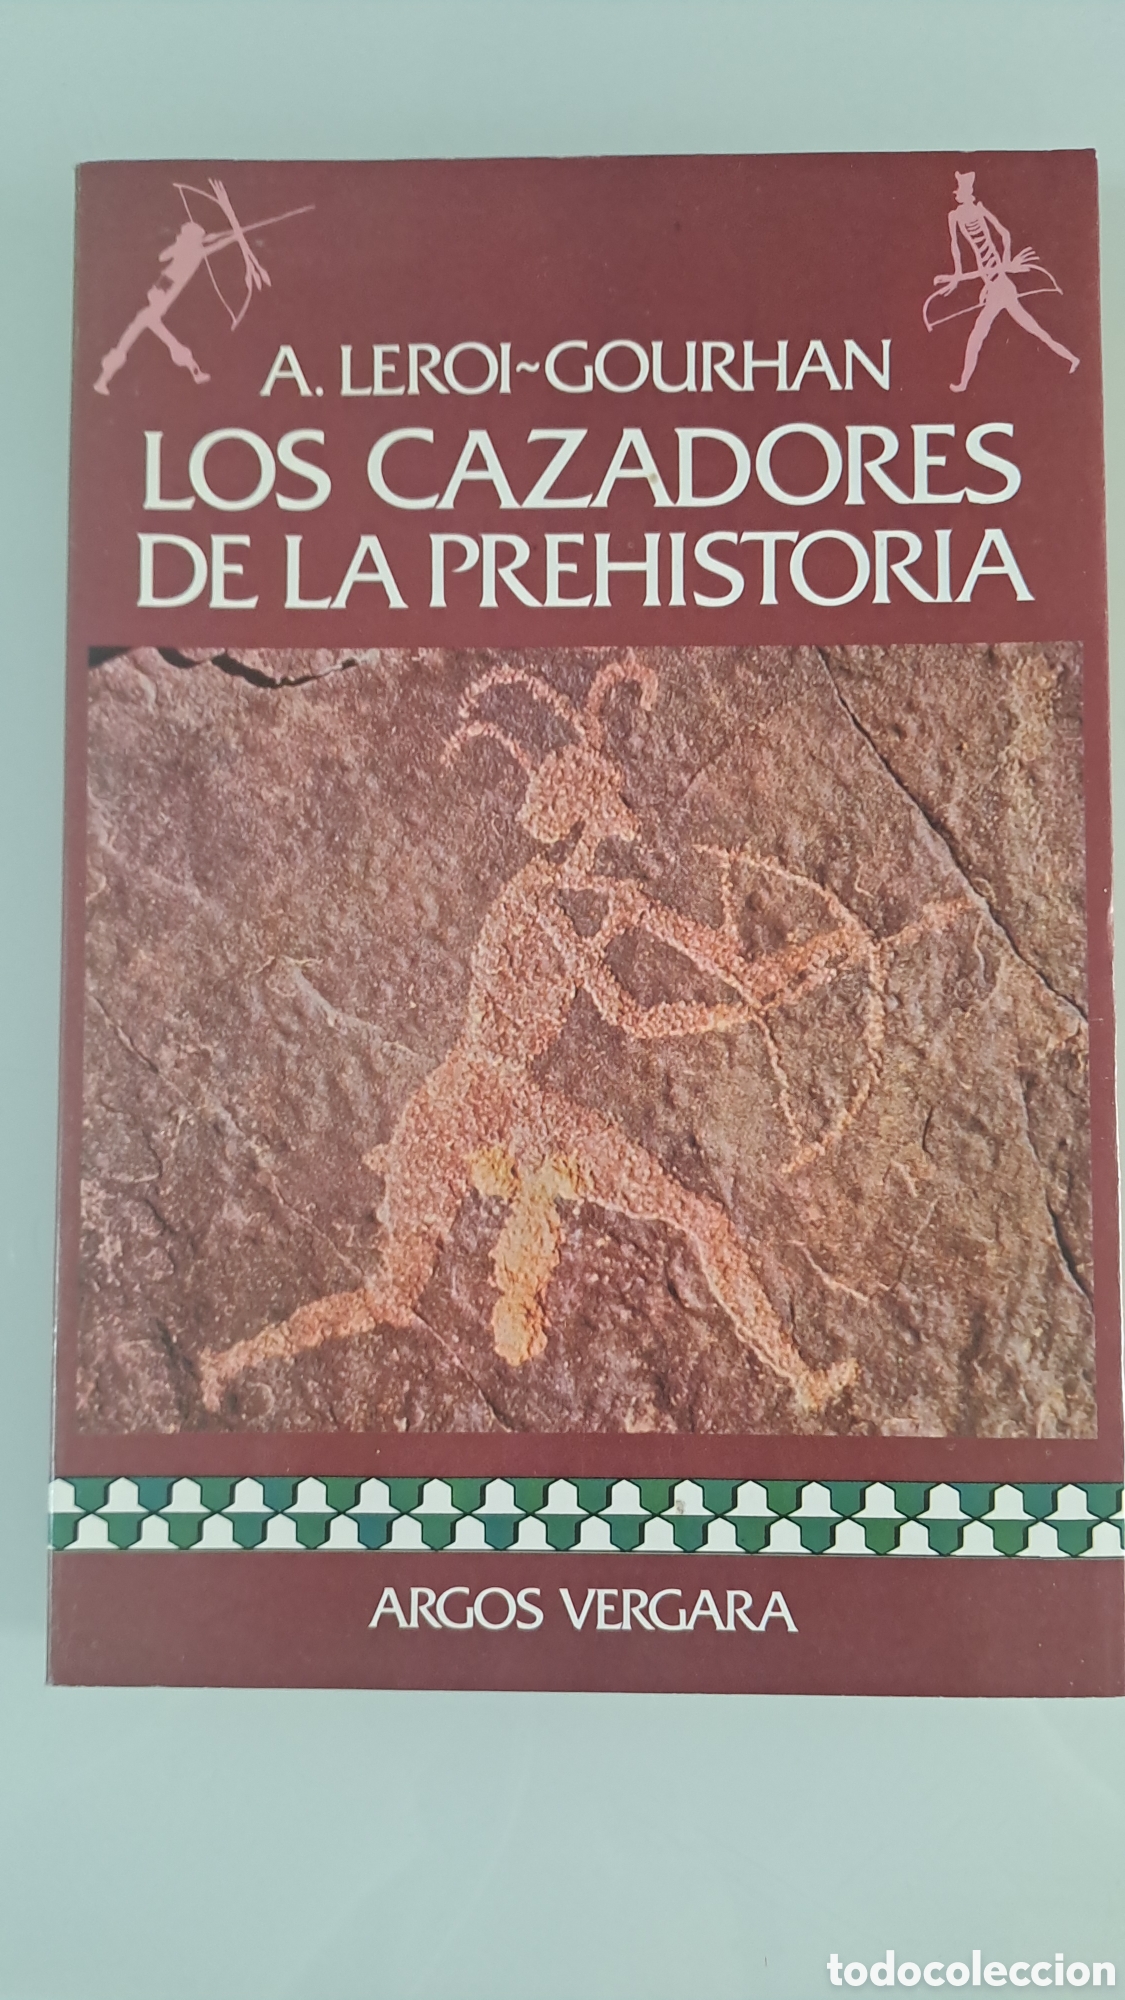 A. LEROI~GOURHAN
LOS CAZADORES
DE LA PREHISTORIA
ARGOS VERGARA
todocoleccion